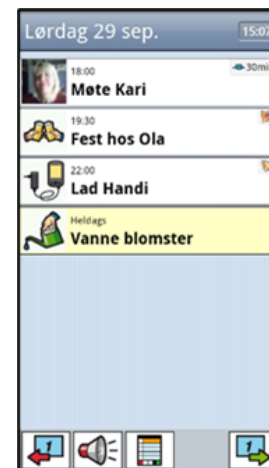 Lørdag 29 sep.
15:07
18:00
30mi
Møte Kari
19:30
Fest hos Ola
22:00
Lad Handi
Heldags
Vanne blomster
1
1